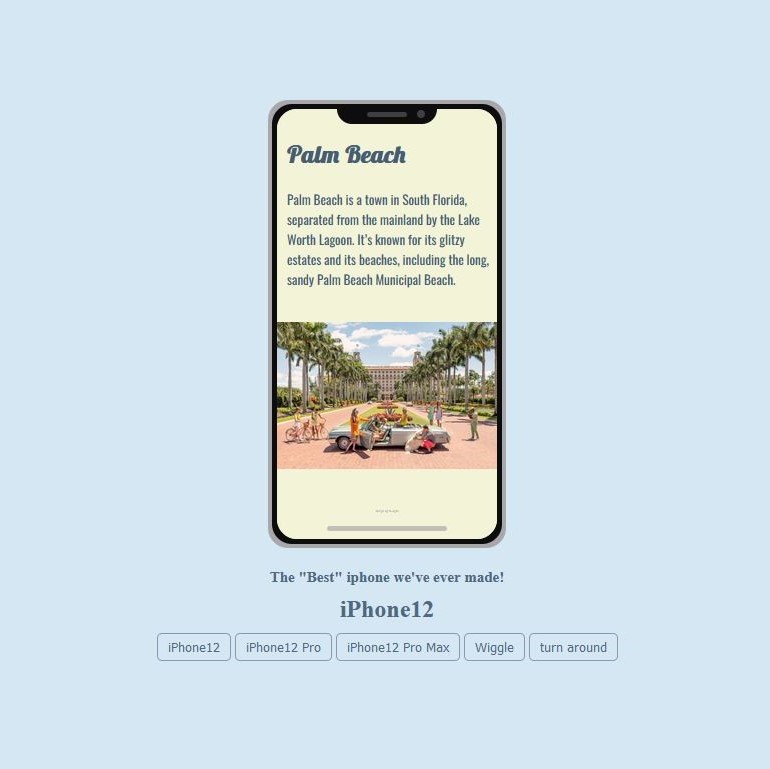 Palm Beach
Palm Beach is a town in South Florida,
separated from the mainland by the Lake
Worth Lagoon. It's known for its glitzy
estates and its beaches, including the long,
sandy Palm Beach Municipal Beach.
The "Best" iphone we've ever made!
iPhone12
iPhone12 iPhone12 Pro iPhone12 Pro Max Wiggle turn around